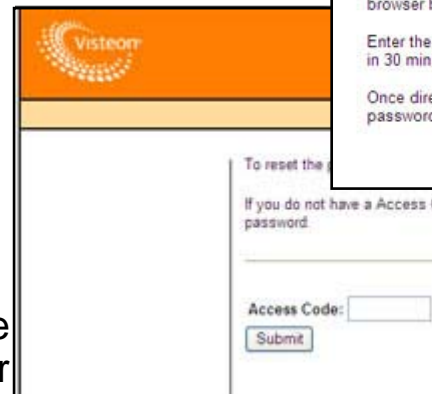 browser
Enter the
in 30 min
Once dire
password
Visteon
To reset the
If you do not have a Access
password.
Access Code:
Submit
e
r